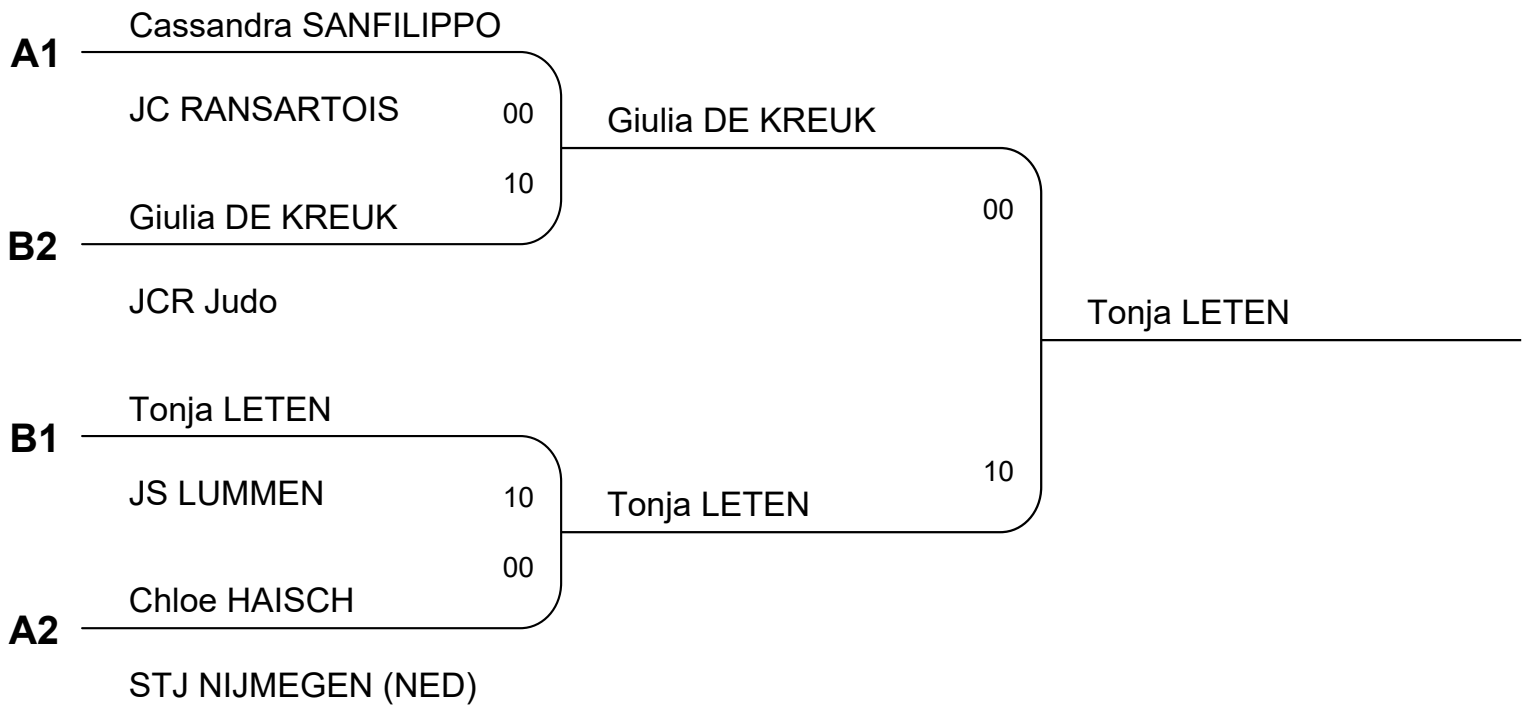 Cassandra SANFILIPPO
A1
JC RANSARTOIS
00
Giulia DE KREUK
10
Giulia DE KREUK
00
B2
JCR Judo
Tonja LETEN
Tonja LETEN
B1
10
JS LUMMEN
10
Tonja LETEN
00
Chloe HAISCH
A2
STJ NIJMEGEN (NED)